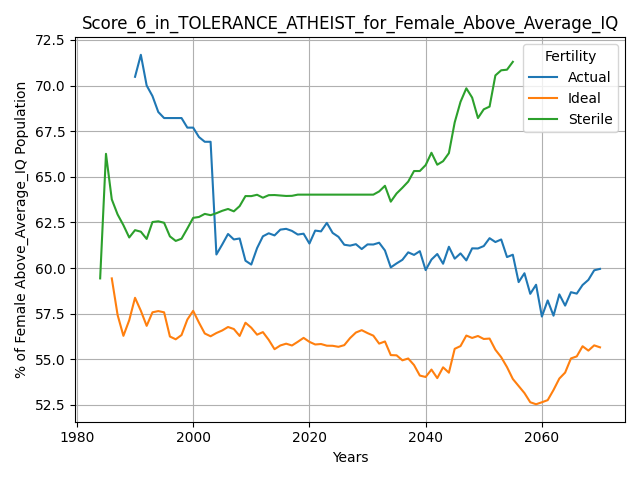 Score_6_in_TOLERANCE_ATHEIST_for_Female_Above_Average_IQ
72.5
70.0
67.5
65.0
62.5
60.0
57.5
55.0
52.5
% of Female Above_Average_IQ Population
Fertility
Actual
Ideal
Sterile
1980
2000
2020
2040
2060
Years